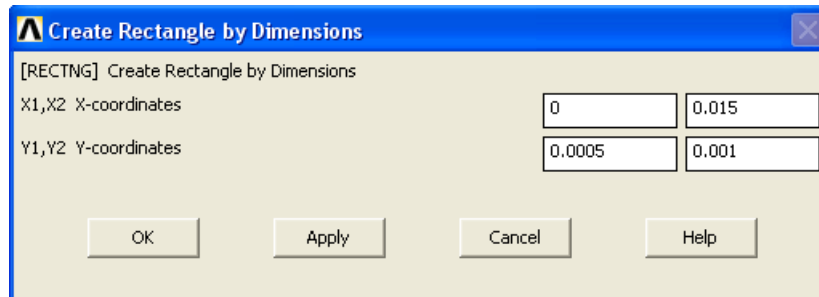 Create Rectangle by Dimensions
[RECTNG] Create Rectangle by Dimensions
X1,X2 X-coordinates 0 0.015
Y1,Y2 Y-coordinates 0.0005 0.001
OK Apply Cancel Help